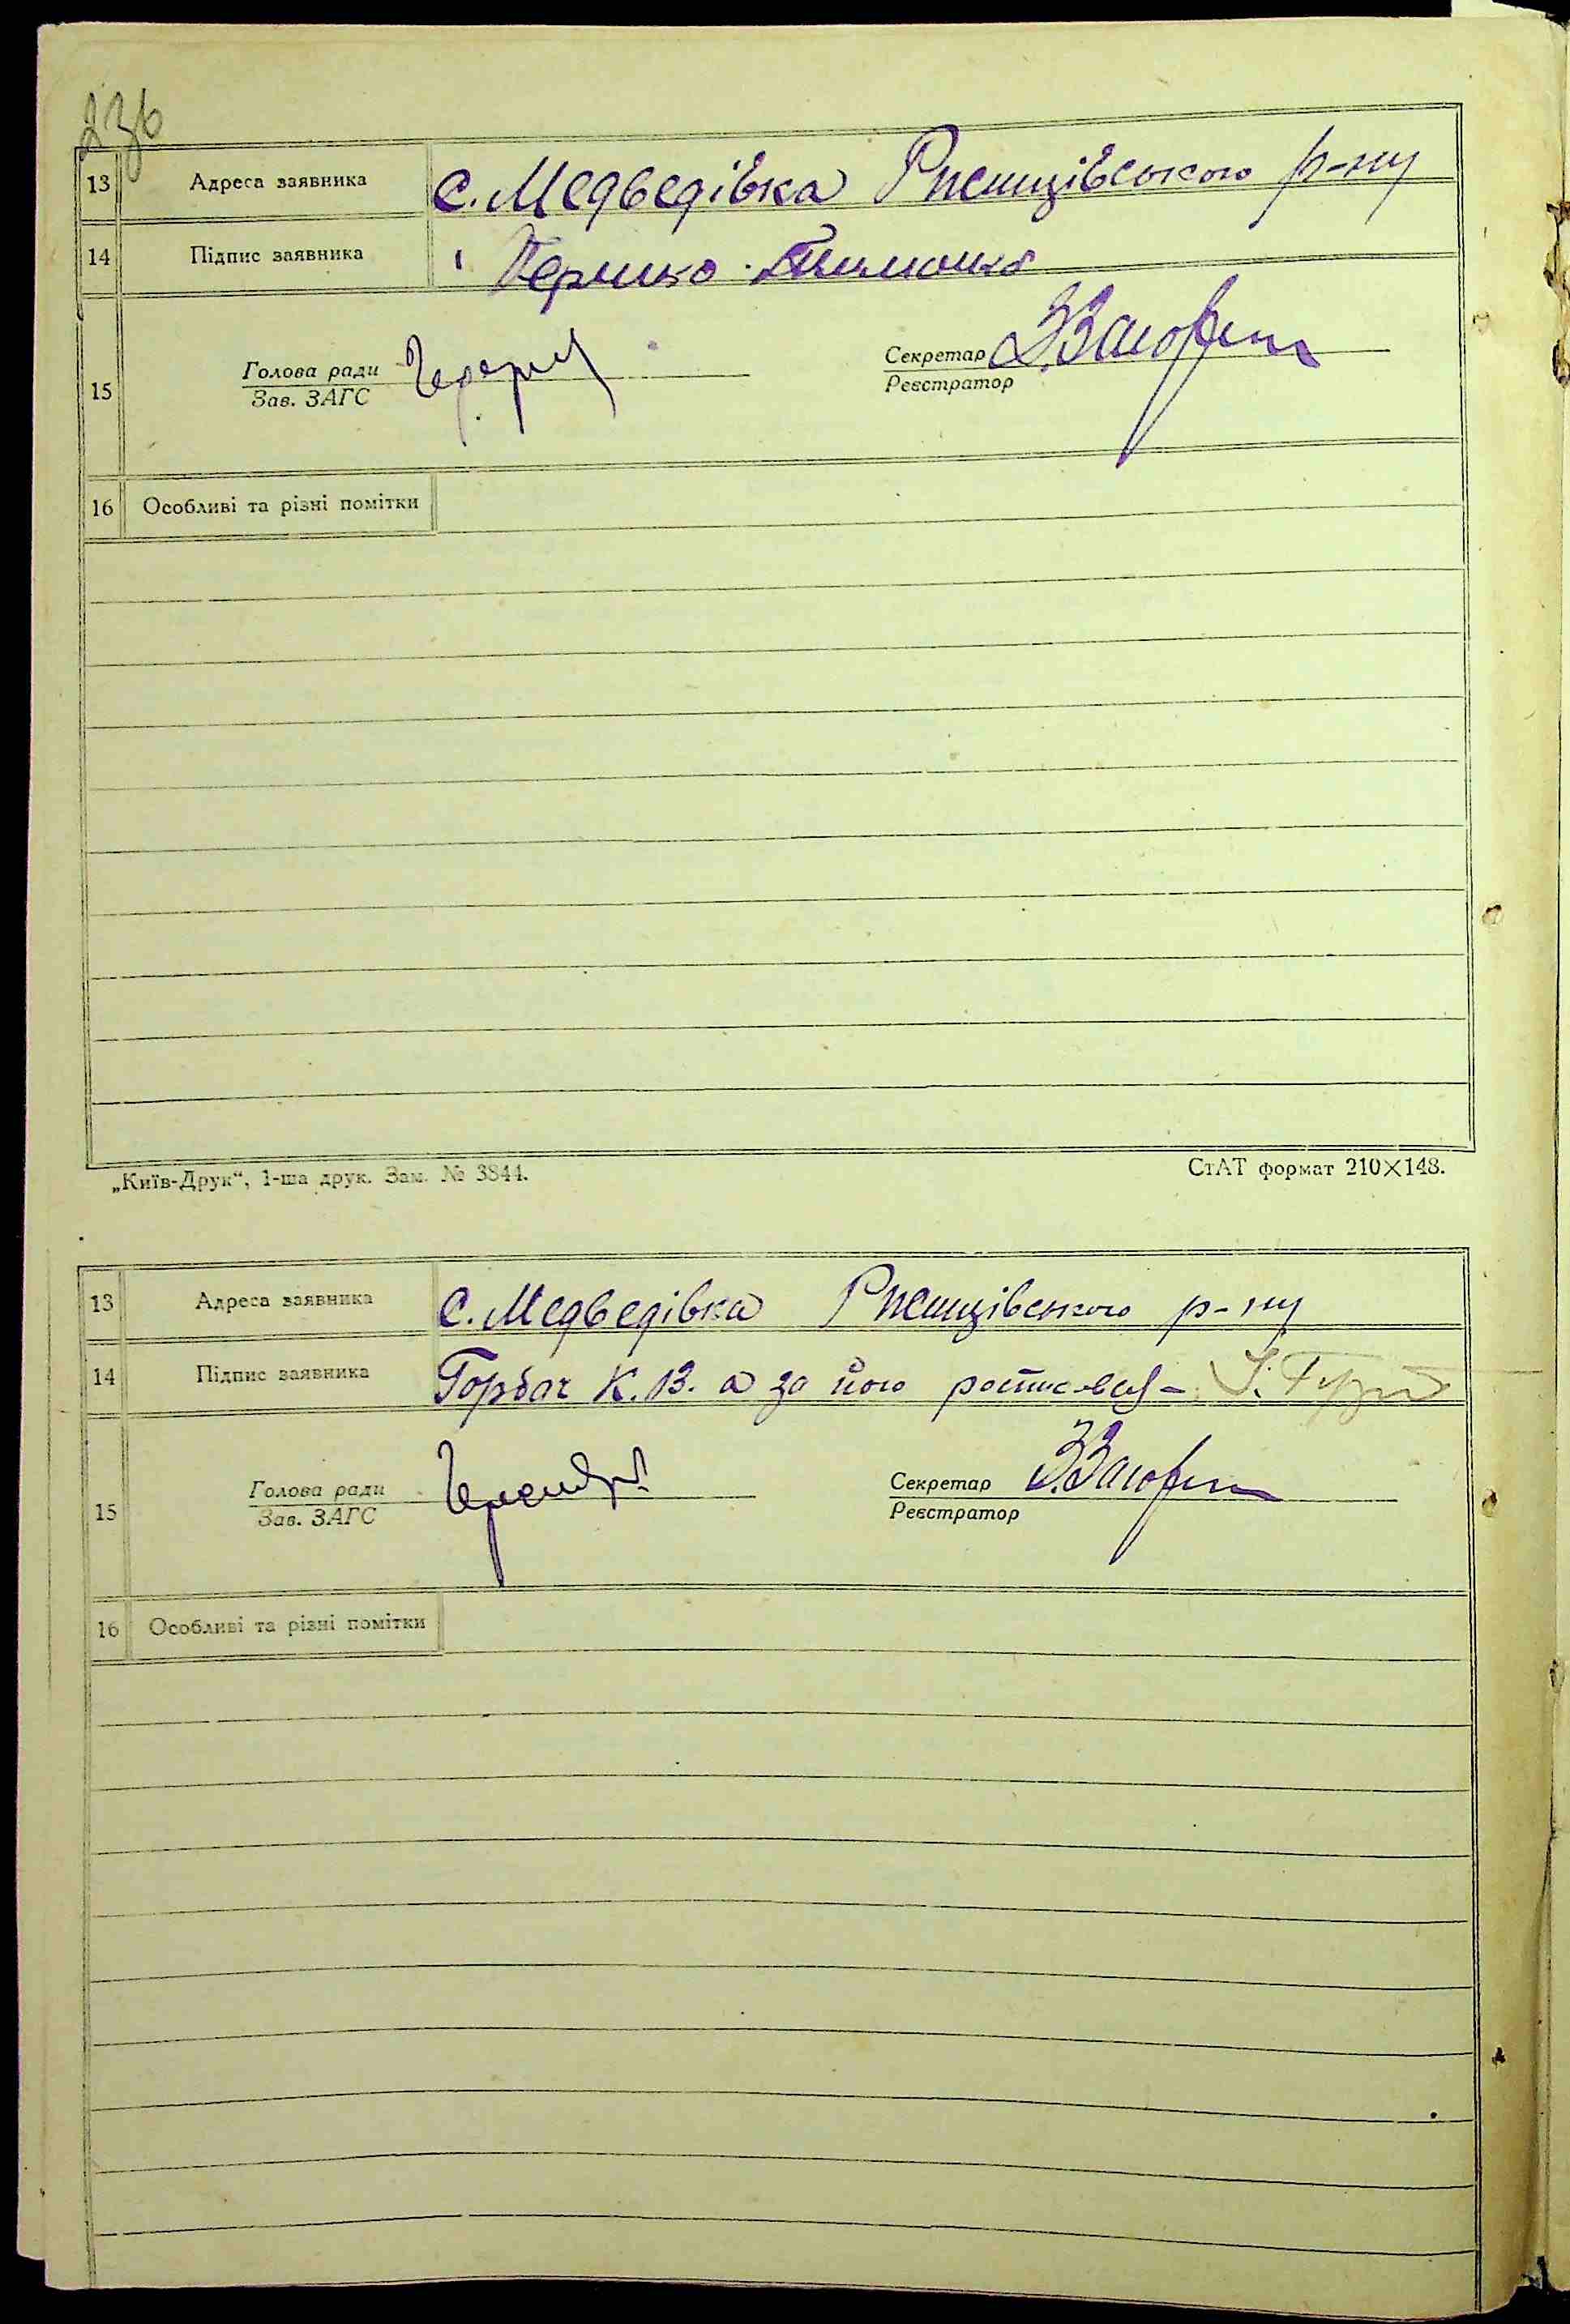 236
13 Адреса заявника с. Медведівка Ржищівського р-ну
14 Підпис заявника
15 Голова ради Секретар
Зав. ЗАГС Реєстратор
16 Особливі та різні помітки
„Київ-Друк“, 1-ша друк. Зам. № 3844. СтАТ формат 210×148.
13 Адреса заявника с. Медведівка Ржищівського р-ну
14 Підпис заявника Горбач К. В. а за його росписався –
15 Голова ради Секретар
Зав. ЗАГС Реєстратор
16 Особливі та різні помітки